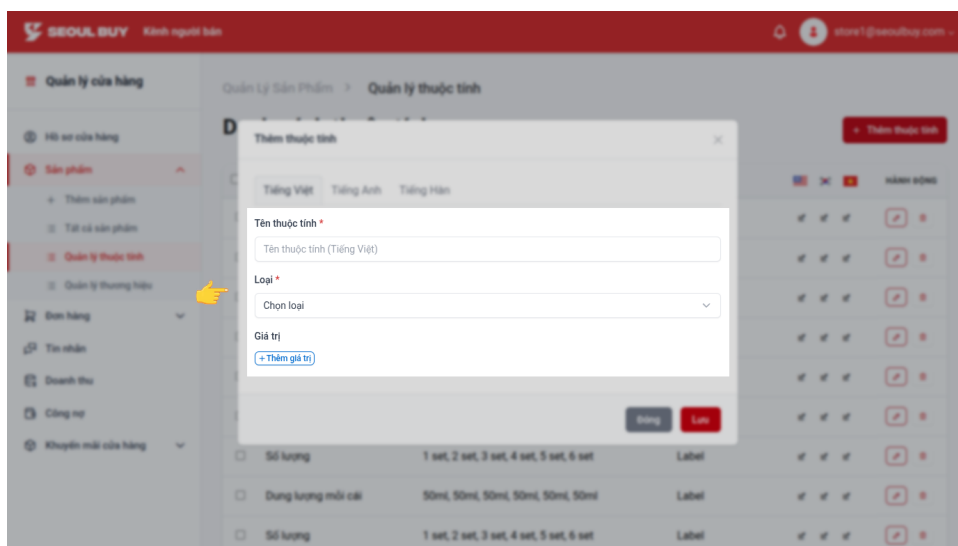 SEOUL BUY Kênh người bán
store1@seoulbuy.com
Quản lý cửa hàng
Quản Lý Sản Phẩm > Quản lý thuộc tính
+ Thêm thuộc tính
Hồ sơ cửa hàng
Sản phẩm
+ Thêm sản phẩm
Tất cả sản phẩm
Quản lý thuộc tính
Quản lý thương hiệu
Đơn hàng
Tin nhắn
Doanh thu
Công nợ
Khuyến mãi cửa hàng
HÀNH ĐỘNG
Thêm thuộc tính
Tiếng Việt Tiếng Anh Tiếng Hàn
Tên thuộc tính *
Tên thuộc tính (Tiếng Việt)
Loại *
Chọn loại
Giá trị
+ Thêm giá trị
Đóng Lưu
Số lượng 1 set, 2 set, 3 set, 4 set, 5 set, 6 set Label
Dung lượng mỗi cái 50ml, 50ml, 50ml, 50ml, 50ml, 50ml Label
Số lượng 1 set, 2 set, 3 set, 4 set, 5 set, 6 set Label